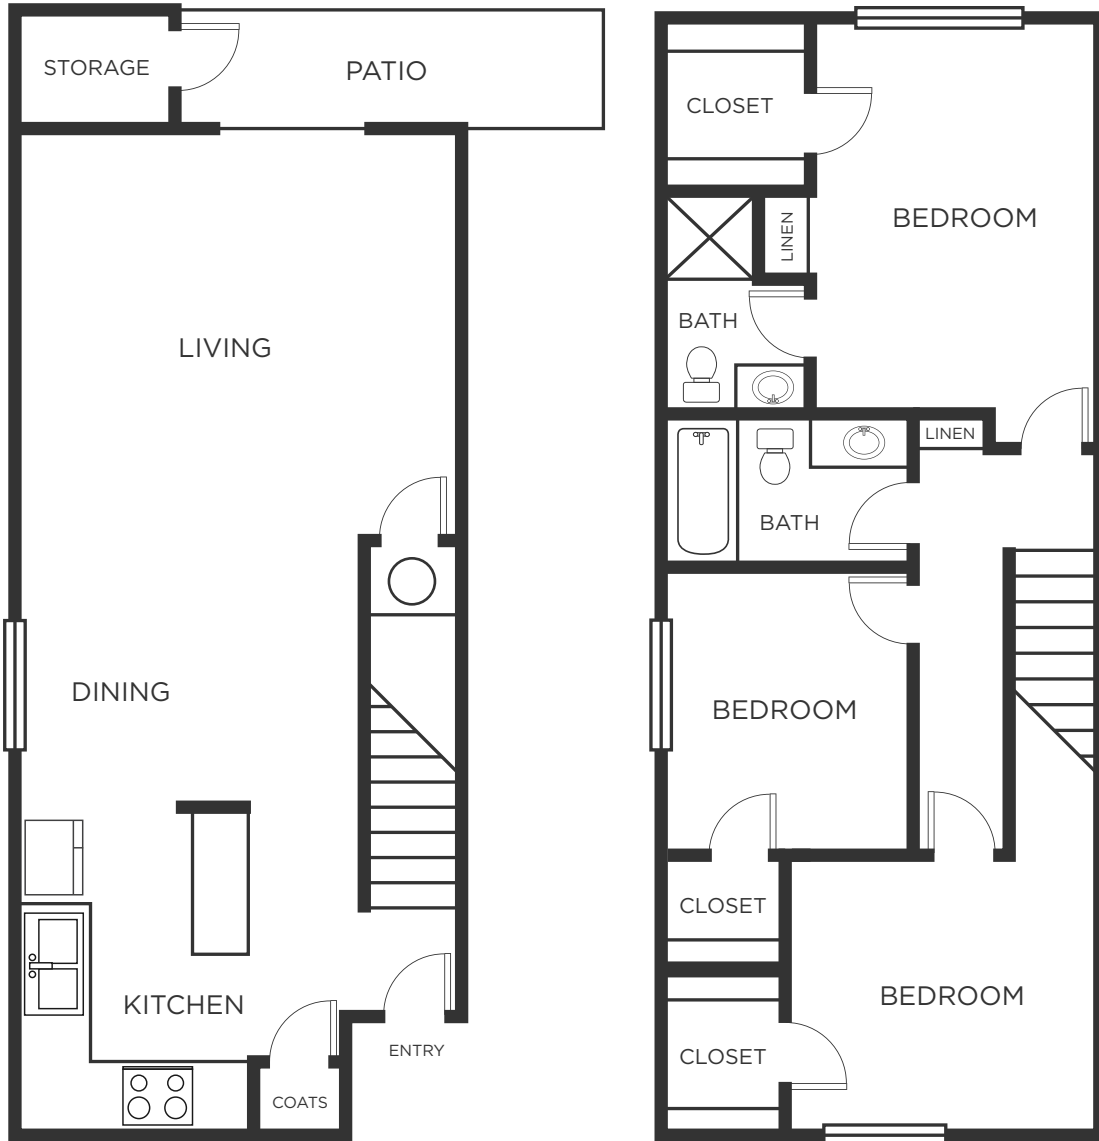 STORAGE
PATIO
LIVING
DINING
KITCHEN
ENTRY
COATS
CLOSET
BEDROOM
LINEN
BATH
LINEN
BATH
BEDROOM
CLOSET
BEDROOM
CLOSET